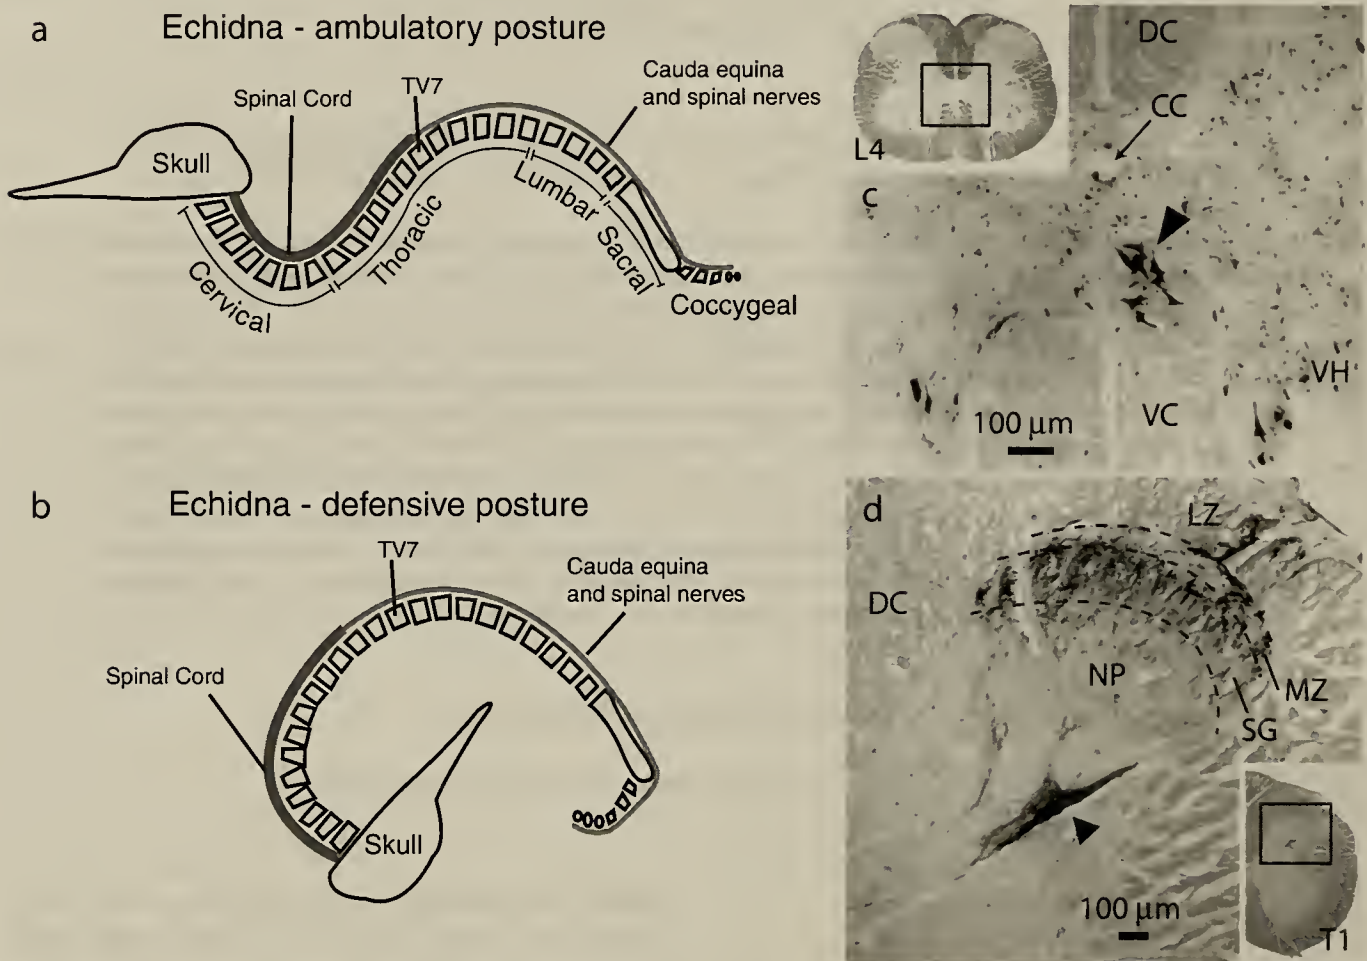 a
Echidna - ambulatory posture
Spinal Cord
TV7
Cauda equina
and spinal nerves
Skull
Cervical
Thoracic
Lumbar
Sacral
Coccygeal
b
Echidna - defensive posture
TV7
Cauda equina
and spinal nerves
Spinal Cord
Skull
L4
c
DC
CC
VH
VC
100 µm
d
LZ
DC
NP
MZ
SG
100 µm
T1